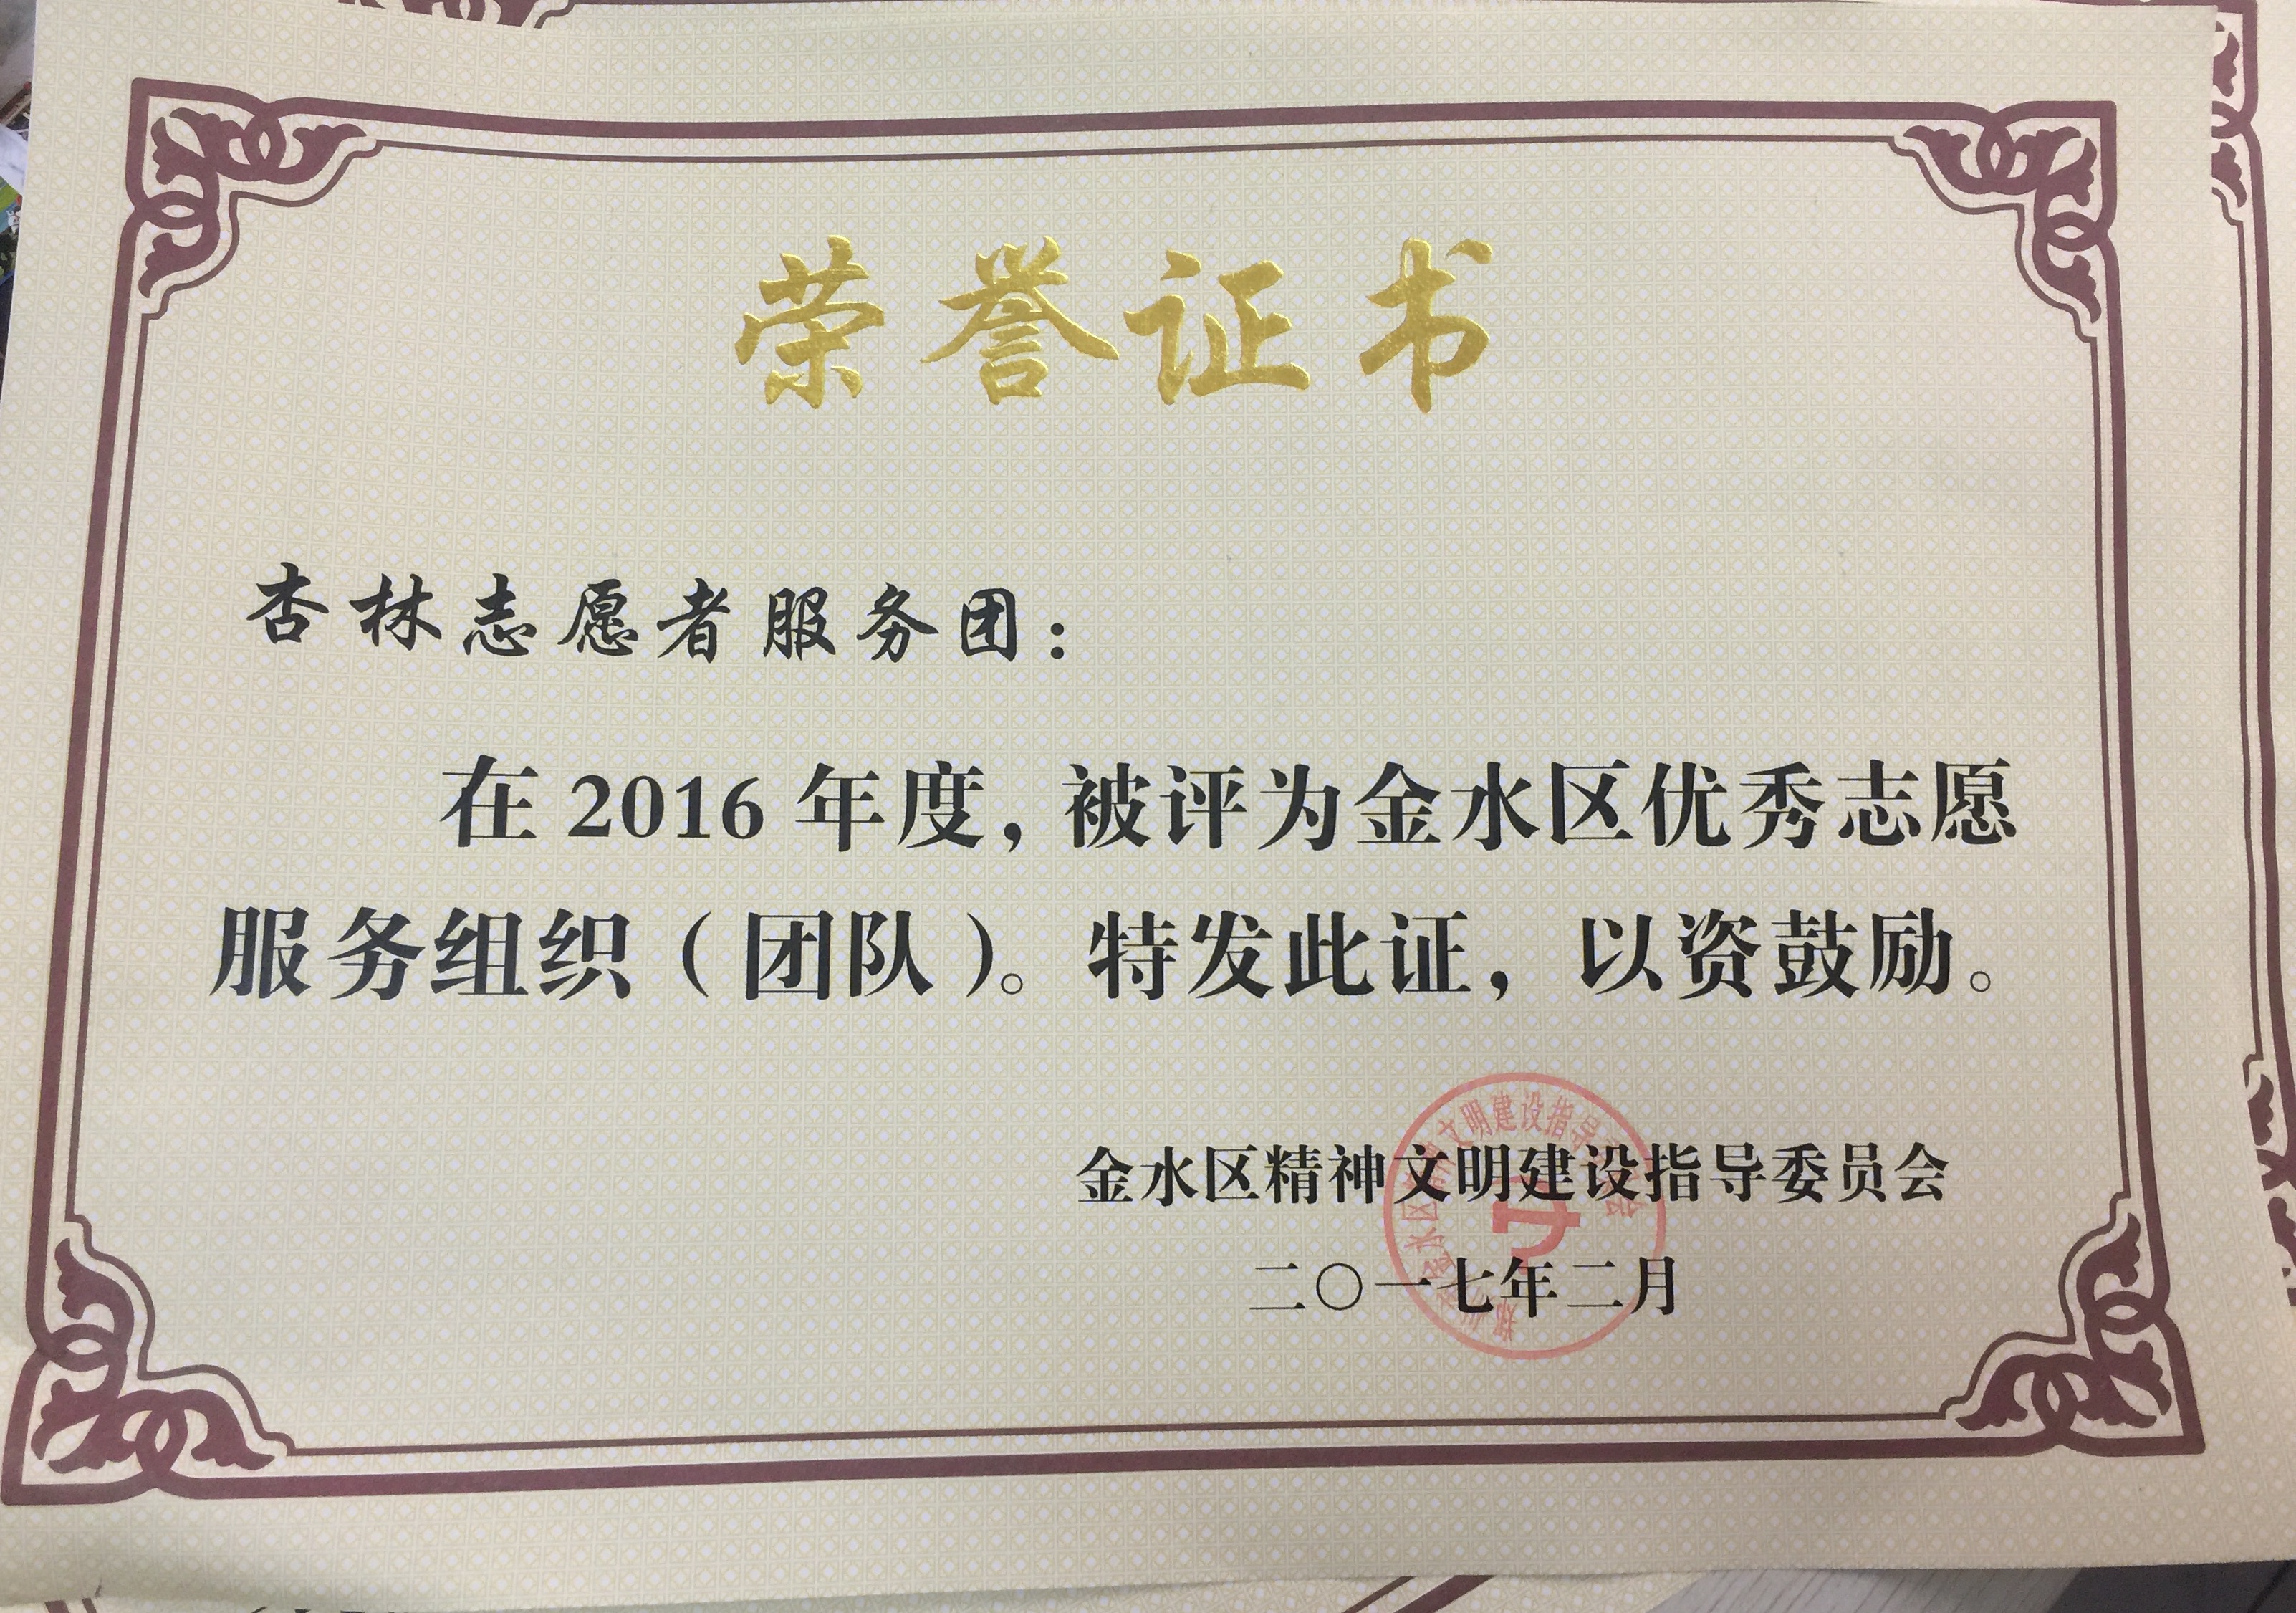 荣誉证书
杏林志愿者服务团：
在2016年度，被评为金水区优秀志愿
服务组织（团队）。特发此证，以资鼓励。
金水区精神文明建设指导委员会
二〇一七年二月